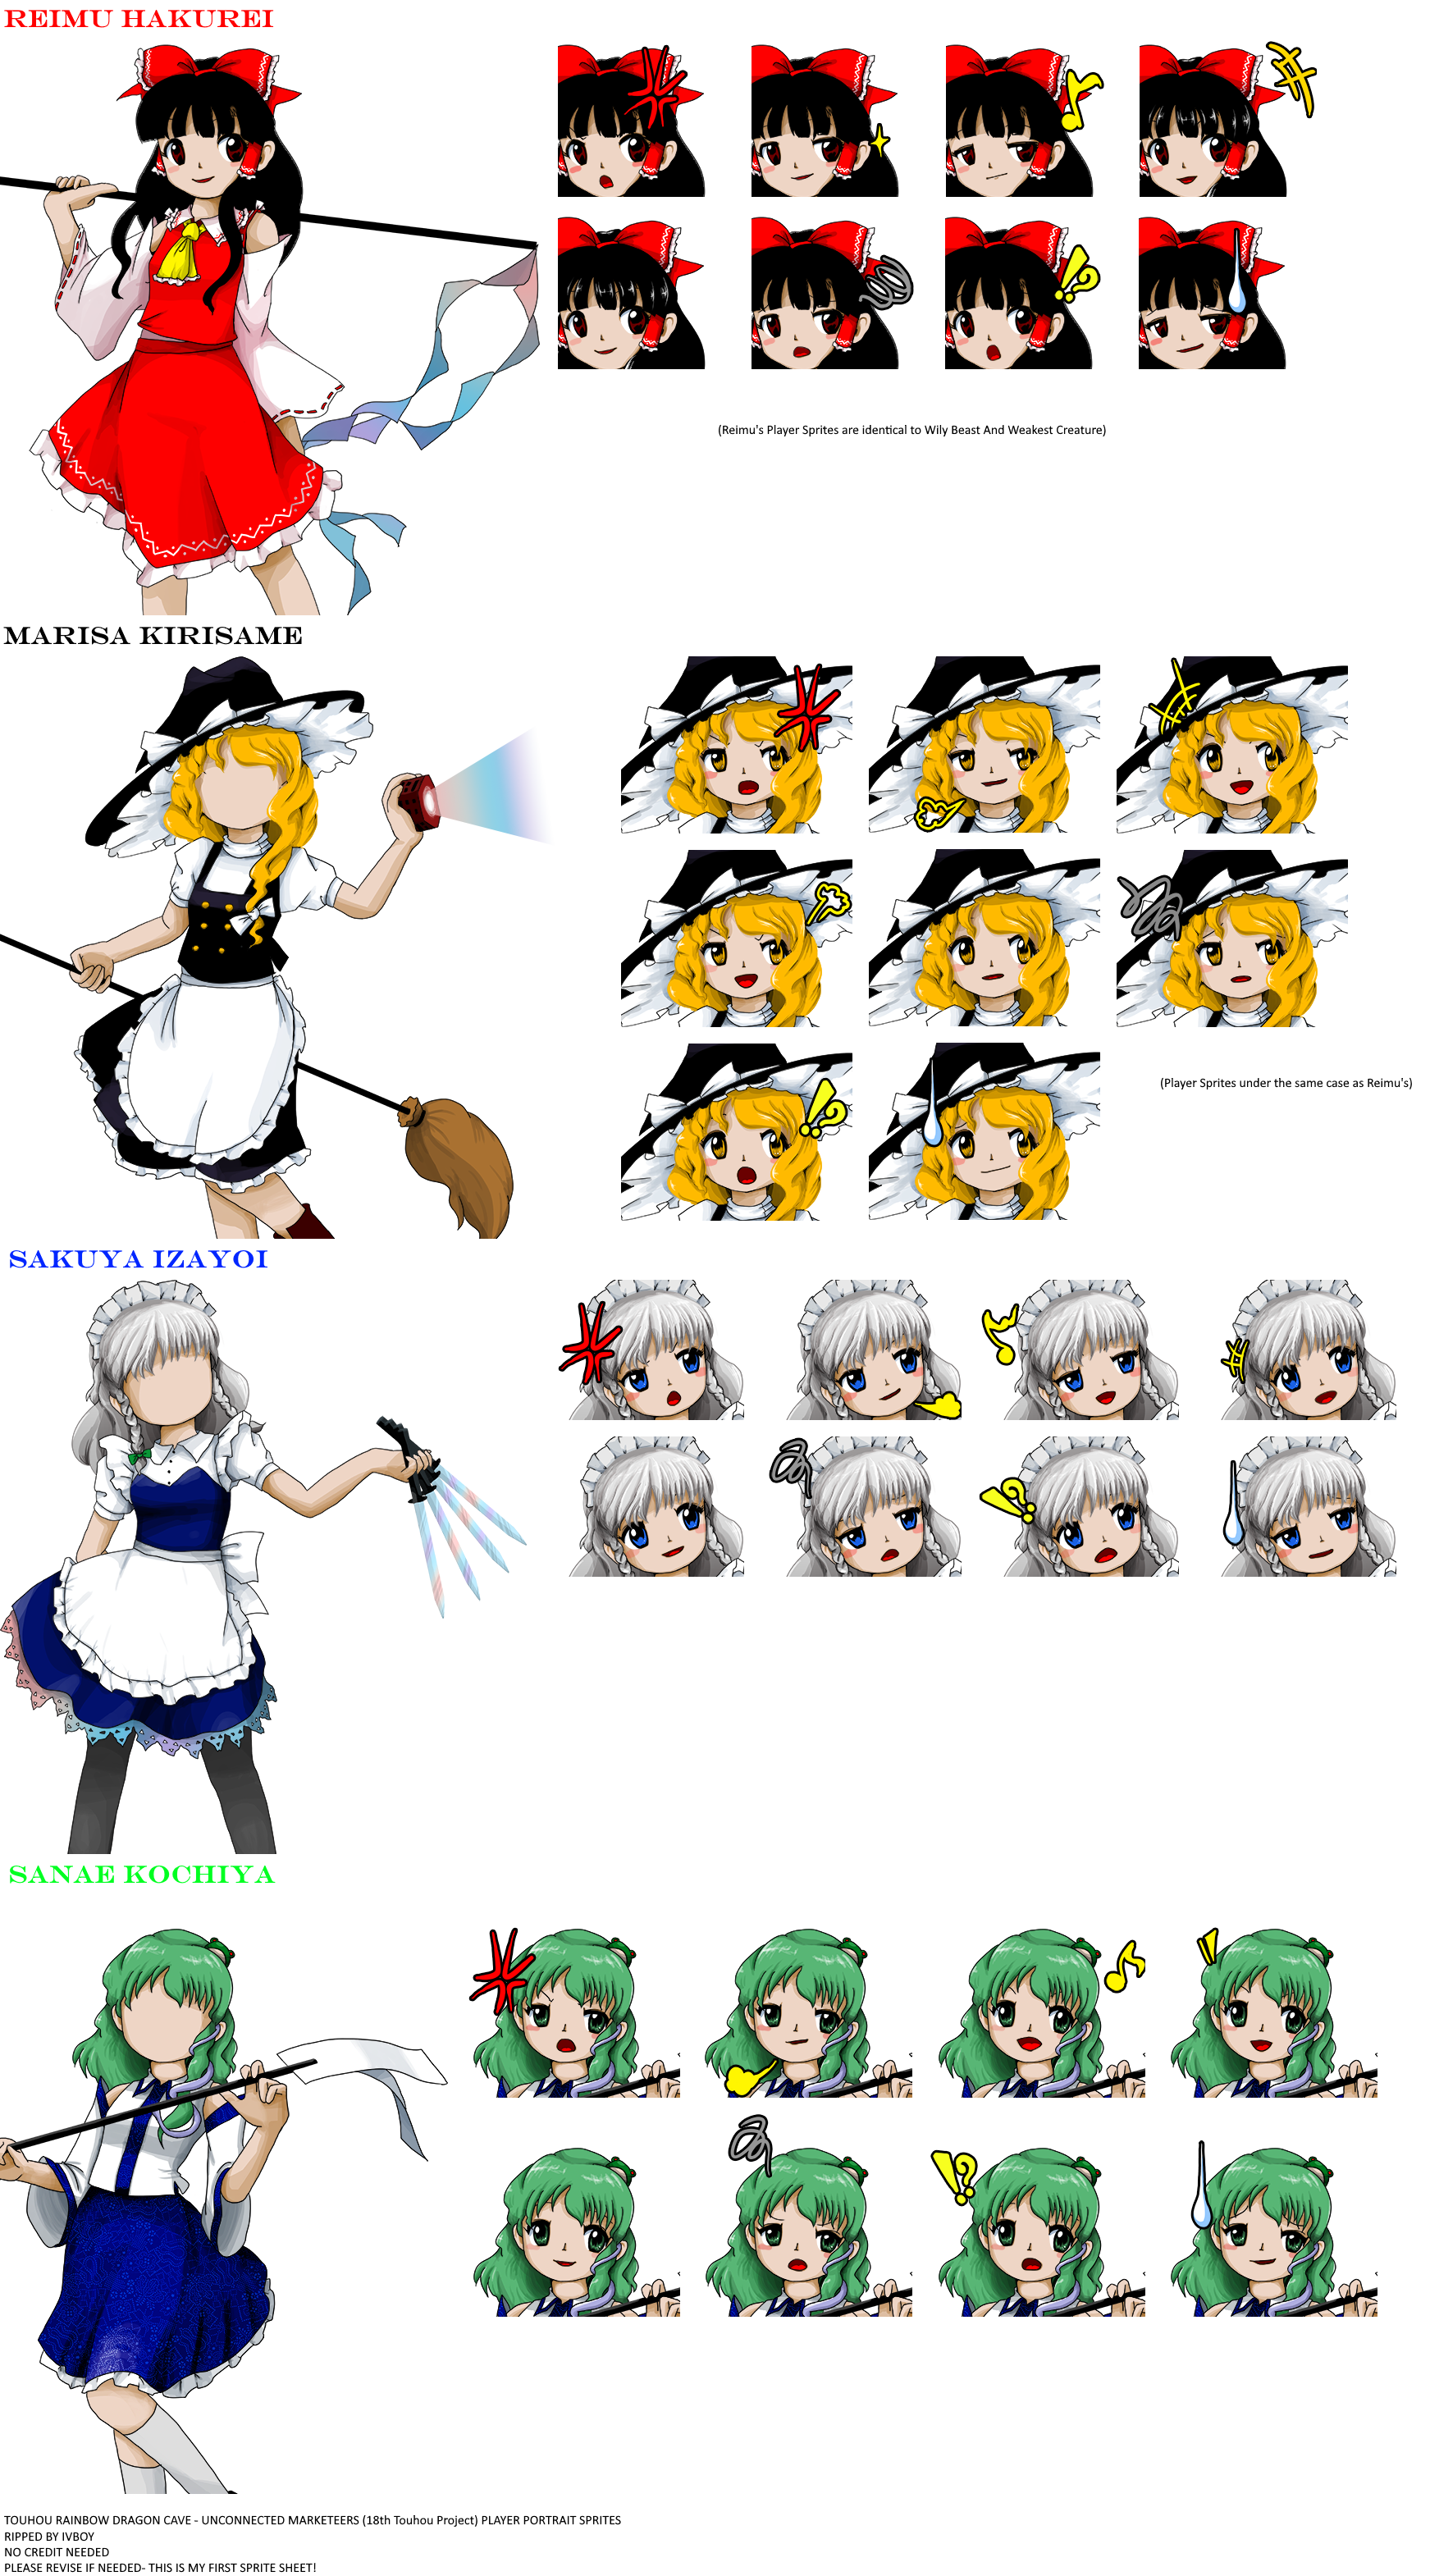 REIMU HAKUREI
(Reimu's Player Sprites are identical to Wily Beast And Weakest Creature)
MARISA KIRISAME
(Player Sprites under the same case as Reimu's)
SAKUYA IZAYOI
SANAE KOCHIYA
TOUHOU RAINBOW DRAGON CAVE - UNCONNECTED MARKETEERS (18th Touhou Project) PLAYER PORTRAIT SPRITES
RIPPED BY IVBOY
NO CREDIT NEEDED
PLEASE REVISE IF NEEDED- THIS IS MY FIRST SPRITE SHEET!